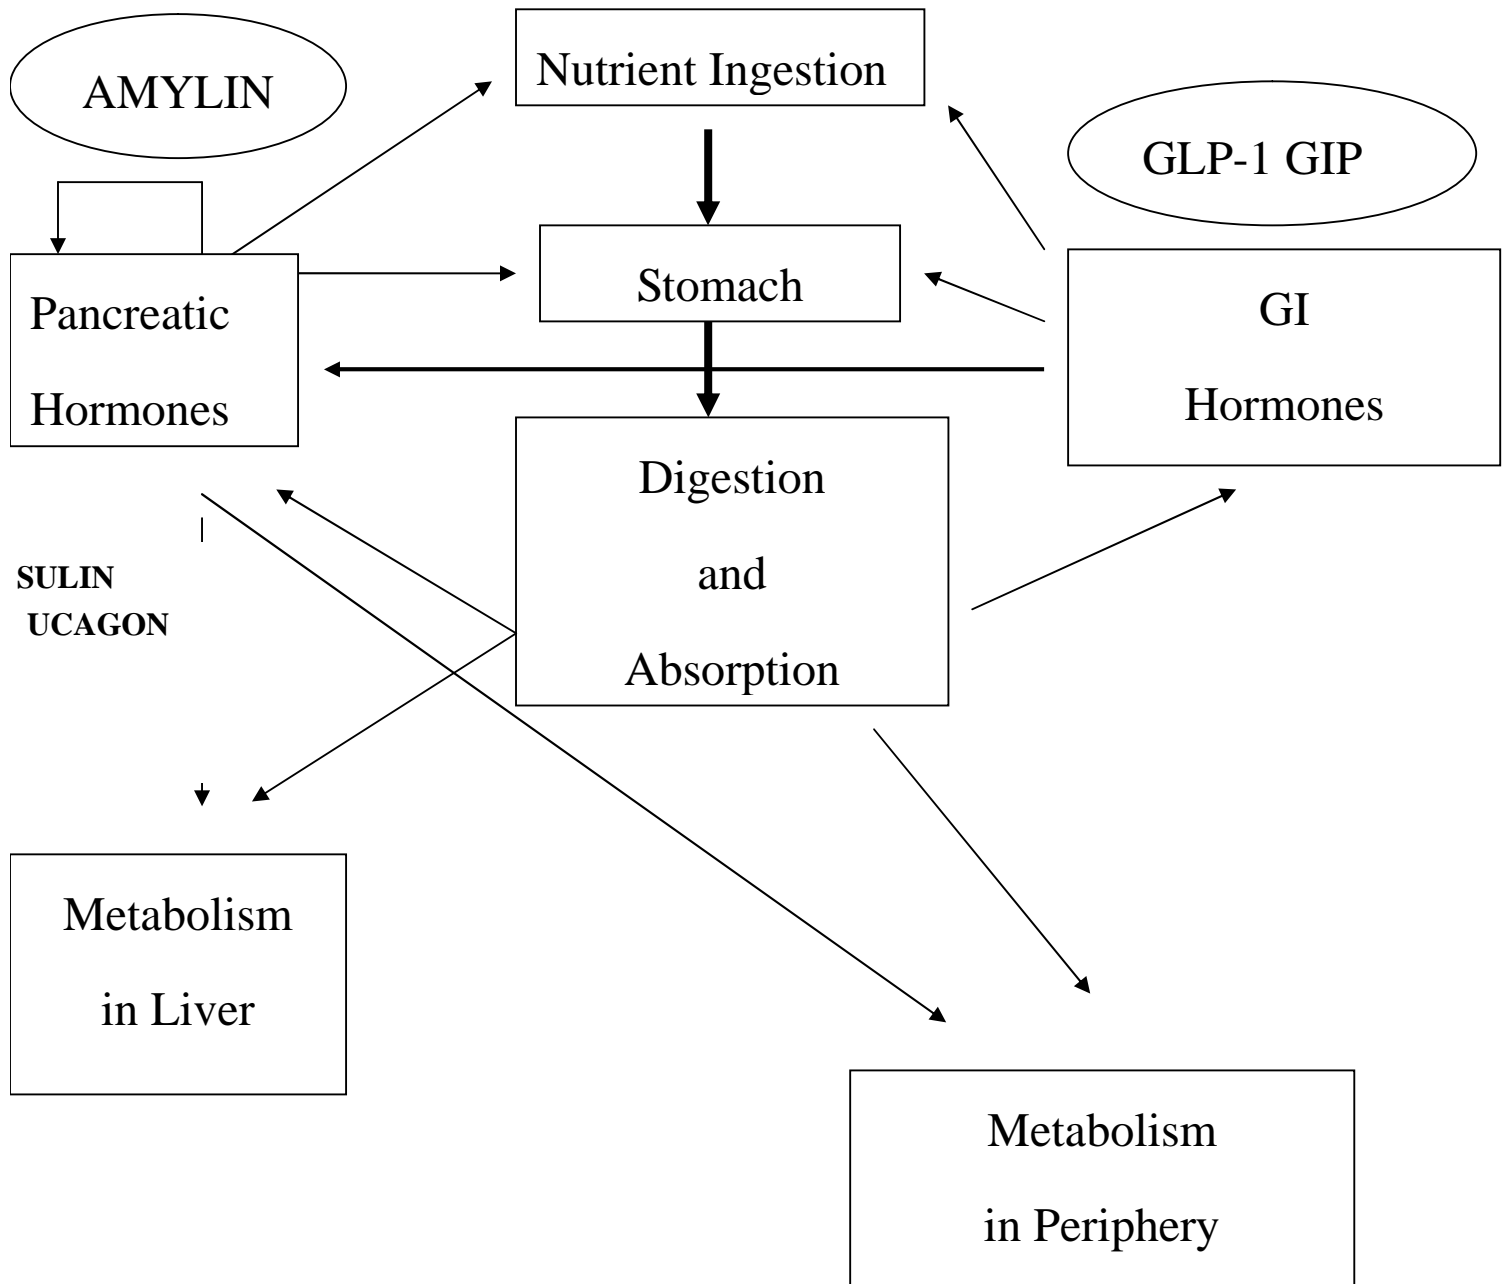 AMYLIN
Nutrient Ingestion
GLP-1 GIP
Pancreatic
Hormones
Stomach
GI
Hormones
Digestion
and
Absorption
SULIN
UCAGON
Metabolism
in Liver
Metabolism
in Periphery